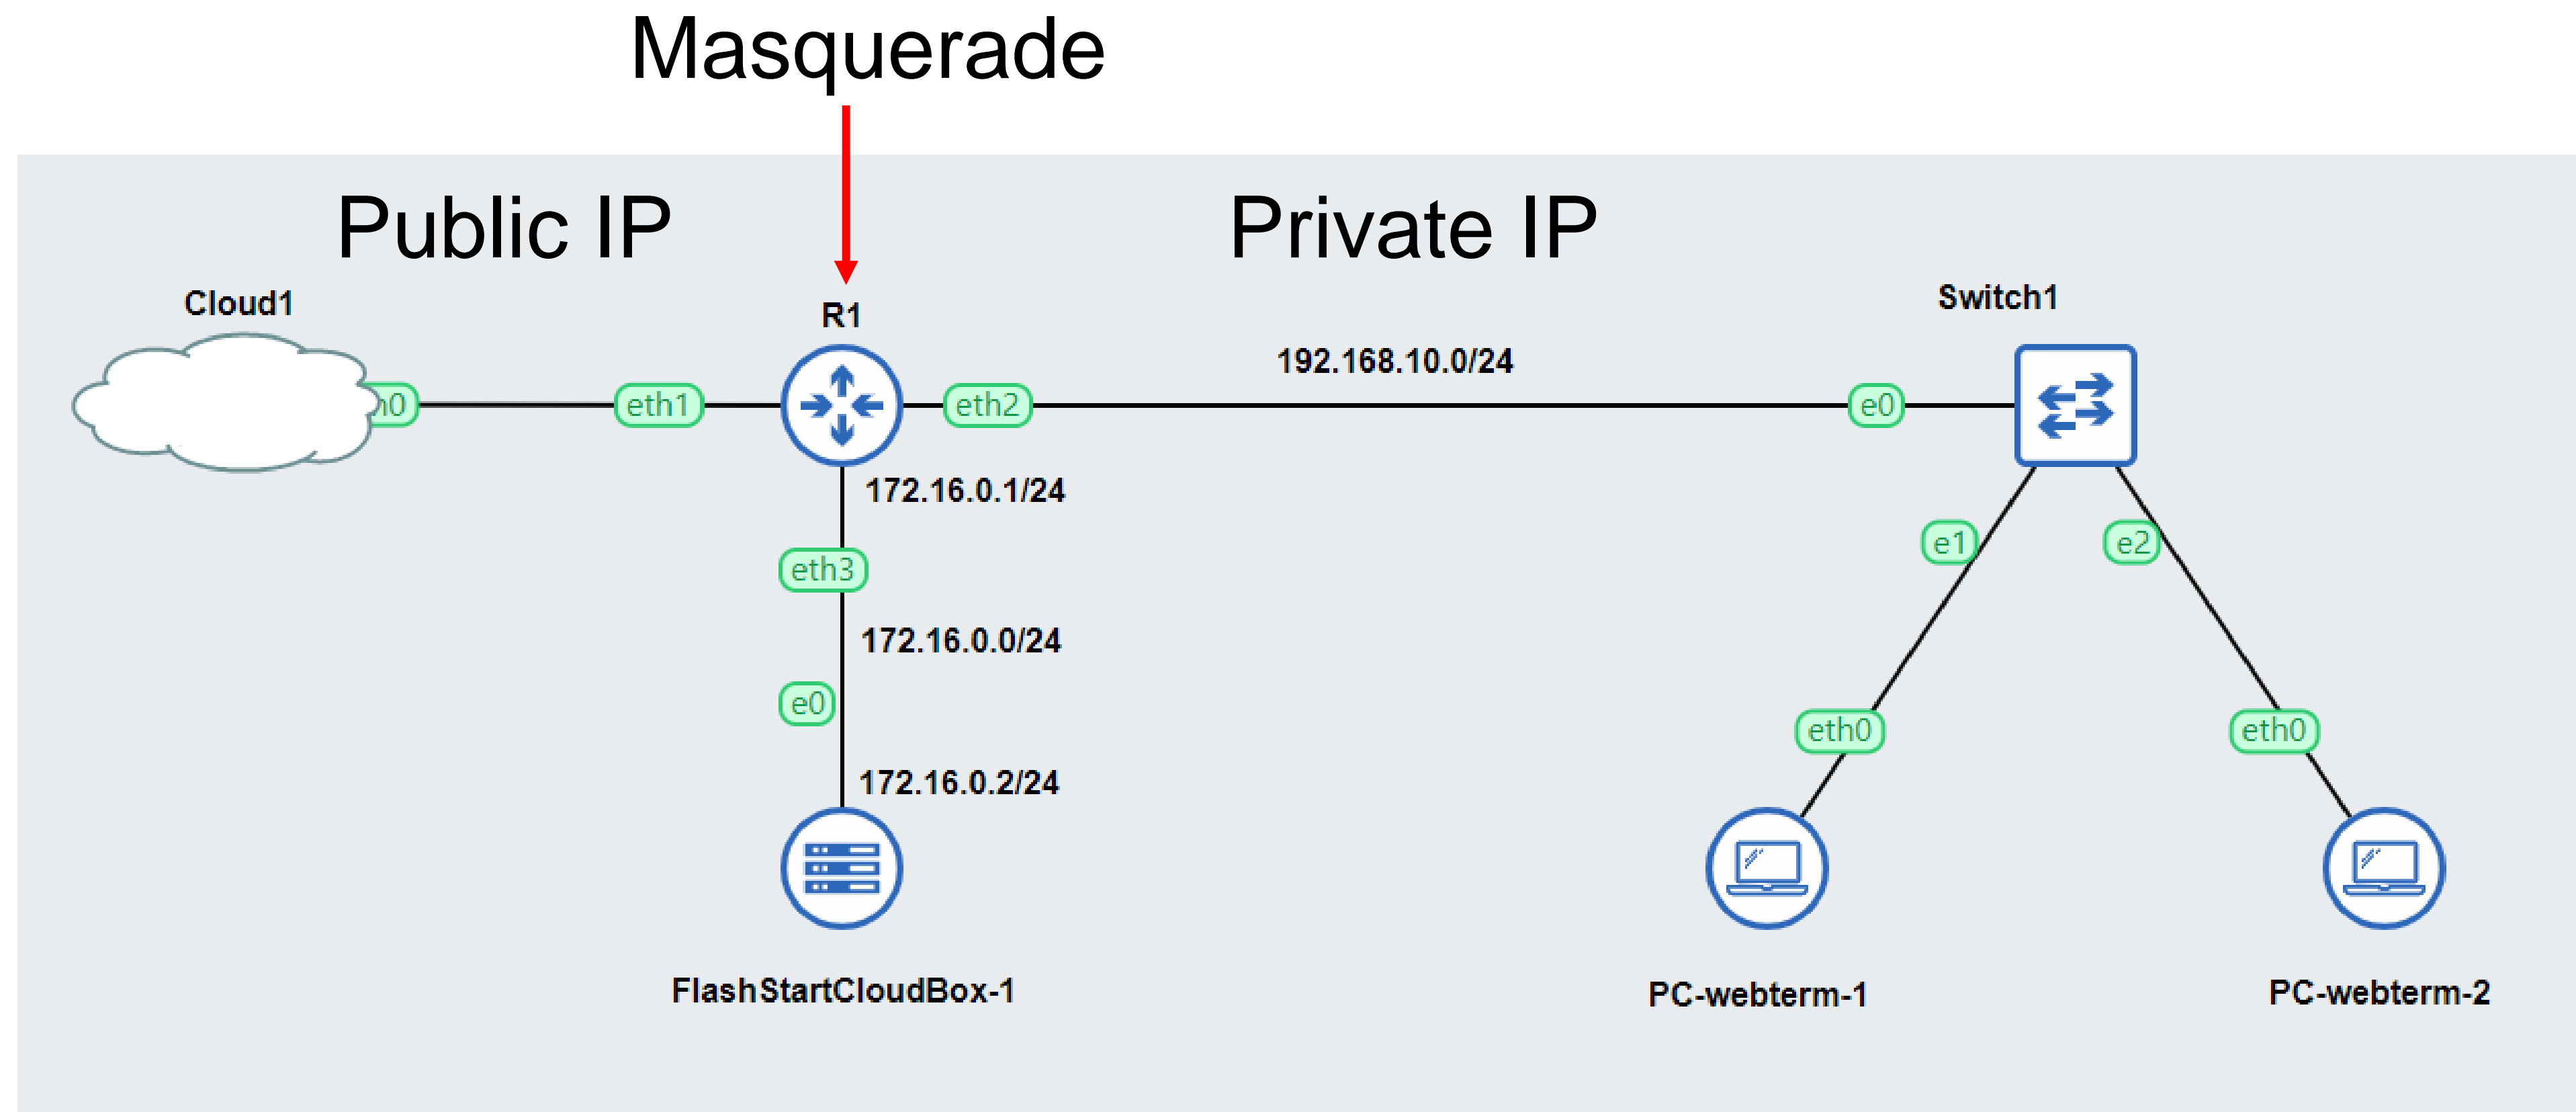 Masquerade
Public IP
Private IP
Cloud1
R1
Switch1
192.168.10.0/24
eth1
eth2
e0
172.16.0.1/24
eth3
e1
e2
172.16.0.0/24
e0
eth0
eth0
172.16.0.2/24
FlashStartCloudBox-1
PC-webterm-1
PC-webterm-2